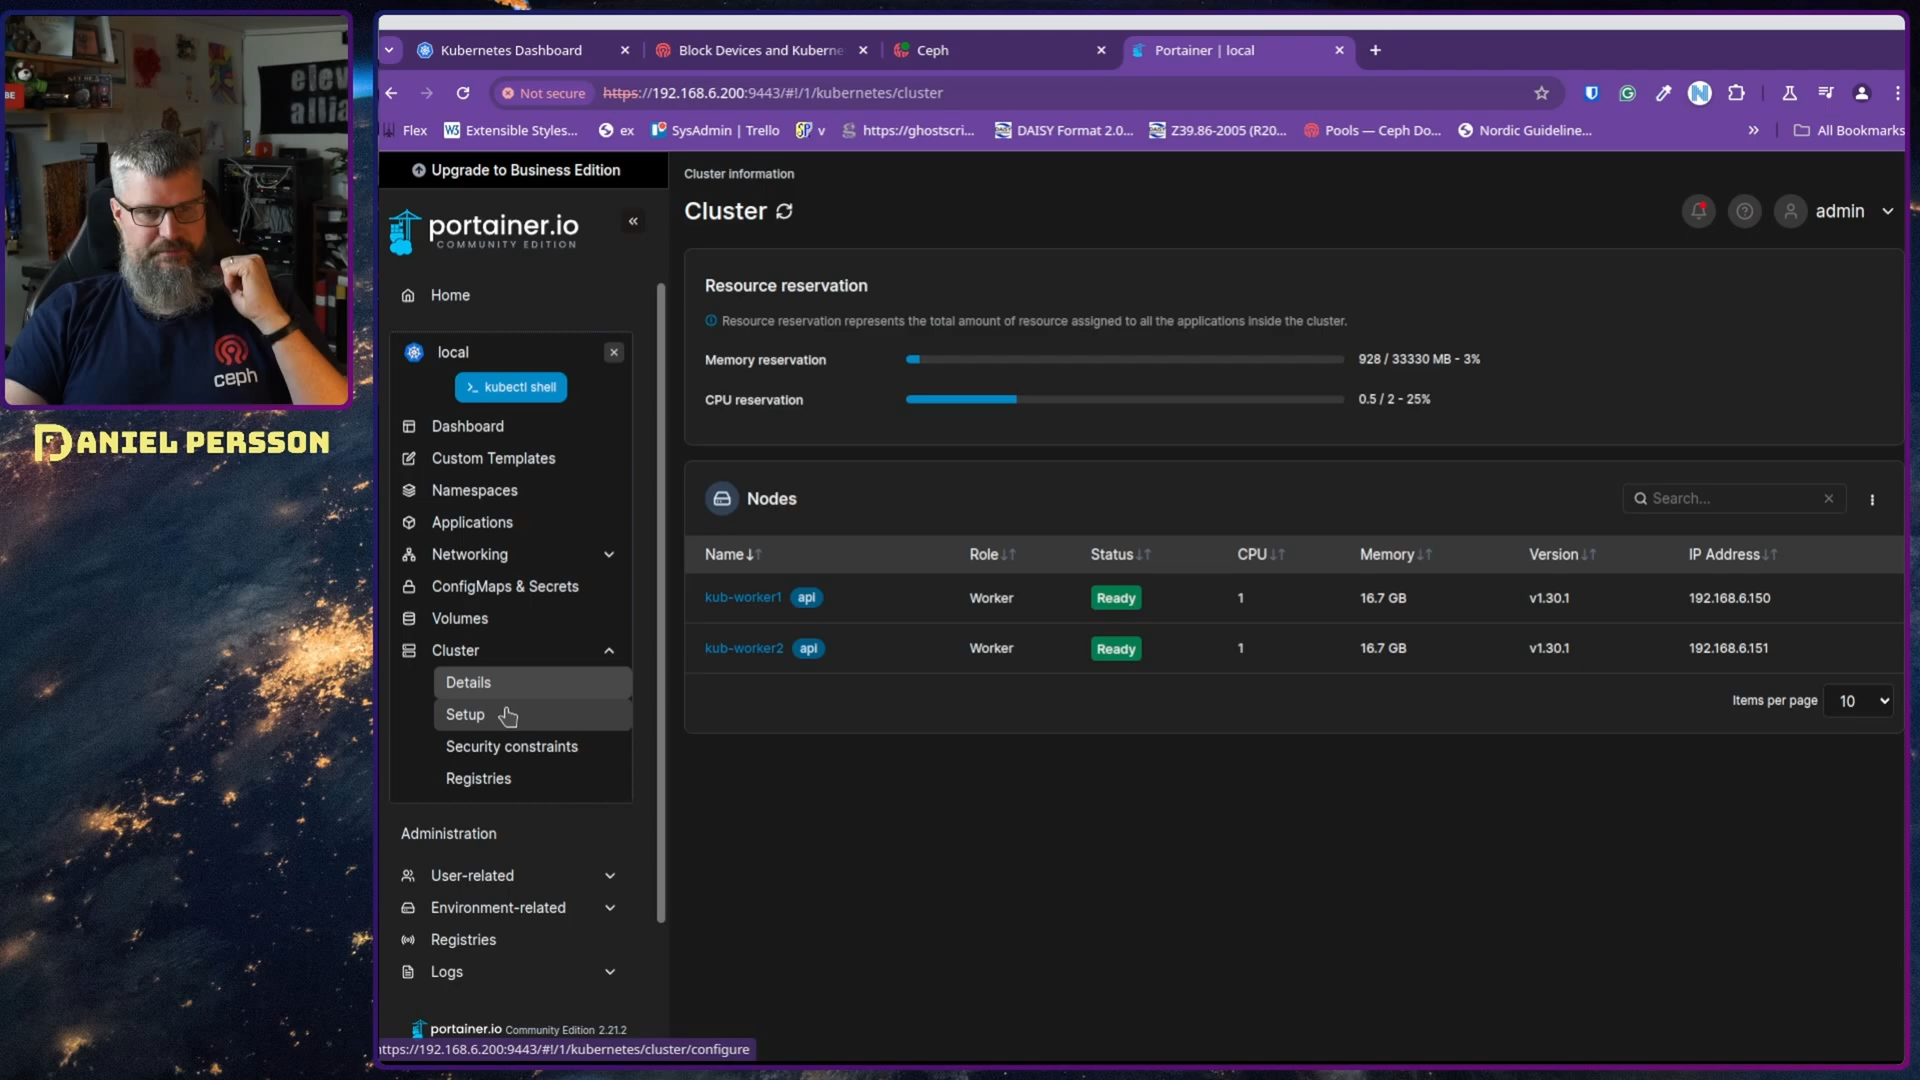 BE
elev
allia
ceph
DANIEL PERSSON
Kubernetes Dashboard
Block Devices and Kuberne
Ceph
Portainer | local
Not secure
https://192.168.6.200:9443/#!/1/kubernetes/cluster
Flex
Extensible Styles...
ex
SysAdmin | Trello
v
https://ghostscri...
DAISY Format 2.0...
Z39.86-2005 (R20...
Pools — Ceph Do...
Nordic Guideline...
All Bookmarks
Upgrade to Business Edition
portainer.io
COMMUNITY EDITION
Home
local
>_ kubectl shell
Dashboard
Custom Templates
Namespaces
Applications
Networking
ConfigMaps & Secrets
Volumes
Cluster
Details
Setup
Security constraints
Registries
Administration
User-related
Environment-related
Registries
Logs
portainer.io Community Edition 2.21.2
https://192.168.6.200:9443/#!/1/kubernetes/cluster/configure
Cluster information
Cluster
admin
Resource reservation
Resource reservation represents the total amount of resource assigned to all the applications inside the cluster.
Memory reservation 928 / 33330 MB - 3%
CPU reservation 0.5 / 2 - 25%
Nodes
Search...
Name Role Status CPU Memory Version IP Address
kub-worker1 api Worker Ready 1 16.7 GB v1.30.1 192.168.6.150
kub-worker2 api Worker Ready 1 16.7 GB v1.30.1 192.168.6.151
Items per page 10